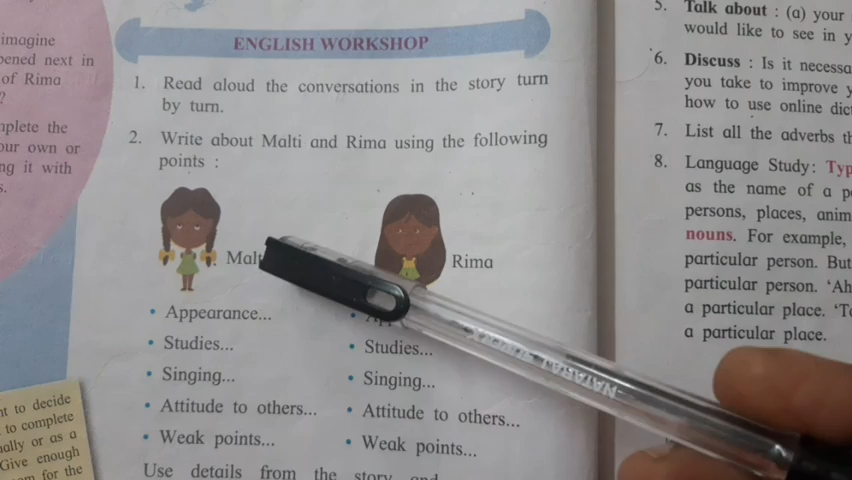 imagine
pened next in
of Rima
?
mplete the
our own or
ng it with
s.
nt to decide
to complete
nally or as a
Give enough
for the
ENGLISH WORKSHOP
1. Read aloud the conversations in the story turn
by turn.
2. Write about Malti and Rima using the following
points :
Malt
Rima
• Appearance...
• Studies...
• Singing...
• Attitude to others...
• Weak points...
• App
• Studies...
• Singing...
• Attitude to others...
• Weak points...
Use details from the story and
5. Talk about : (a) your
would like to see in y
6. Discuss : Is it necessa
you take to improve y
how to use online dic
7. List all the adverbs th
8. Language Study: Typ
as the name of a p
persons, places, anim
nouns. For example,
particular person. But
particular person. 'Ah
a particular place. 'T
a particular place.
NATARAJ